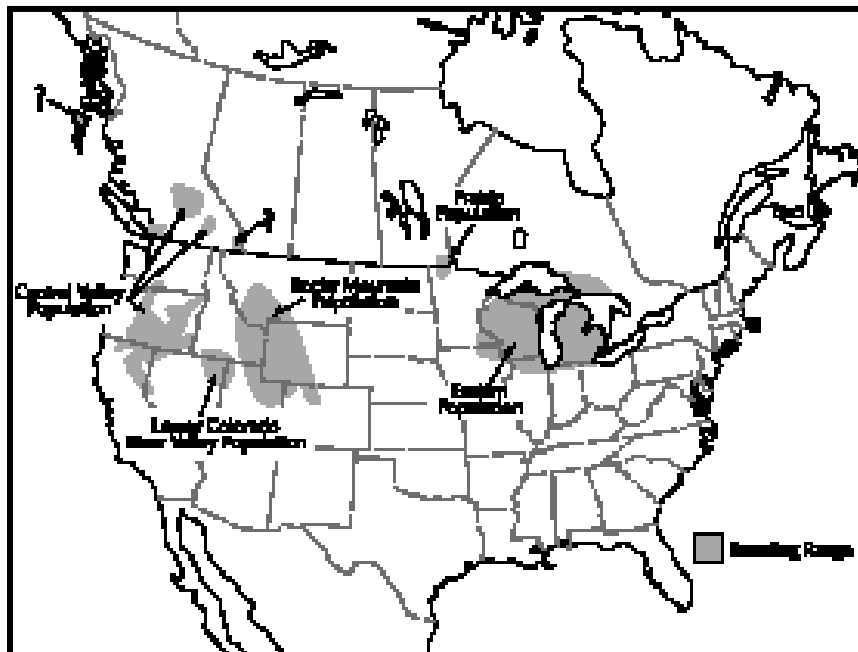 ?
?
Prairie
Population
Central Valley
Population
Rocky Mountain
Population
Eastern
Population
Lower Colorado
River Valley Population
Breeding Range